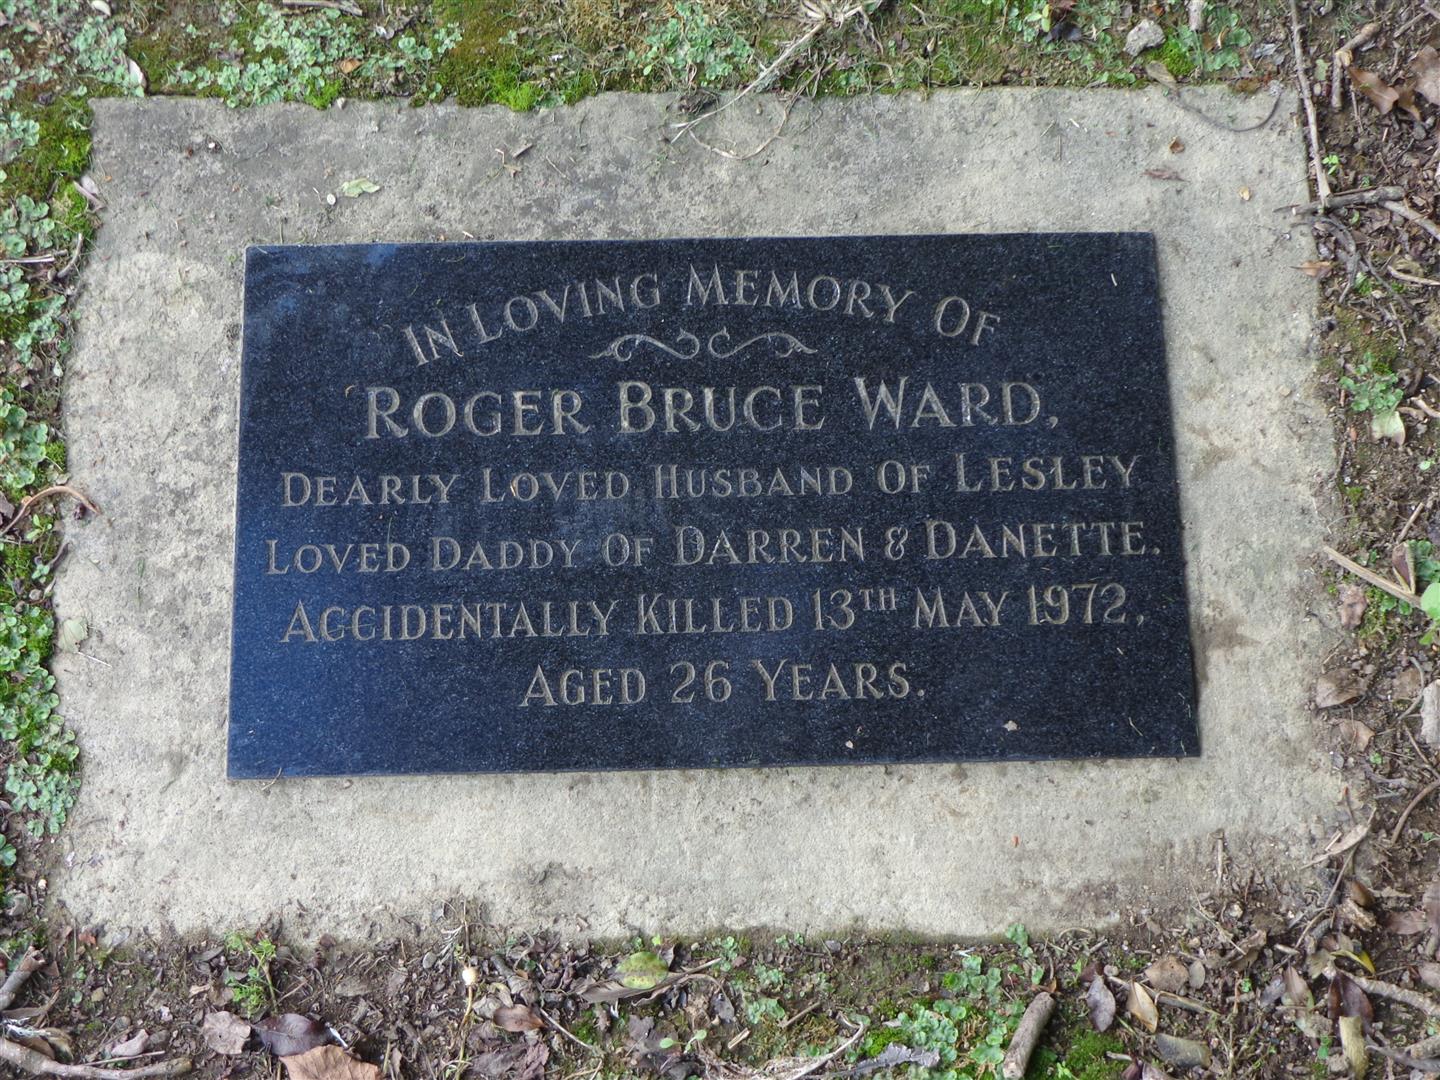 In Loving Memory Of
Roger Bruce Ward,
Dearly Loved Husband Of Lesley
Loved Daddy Of Darren & Danette.
Accidentally Killed 13th May 1972,
Aged 26 Years.